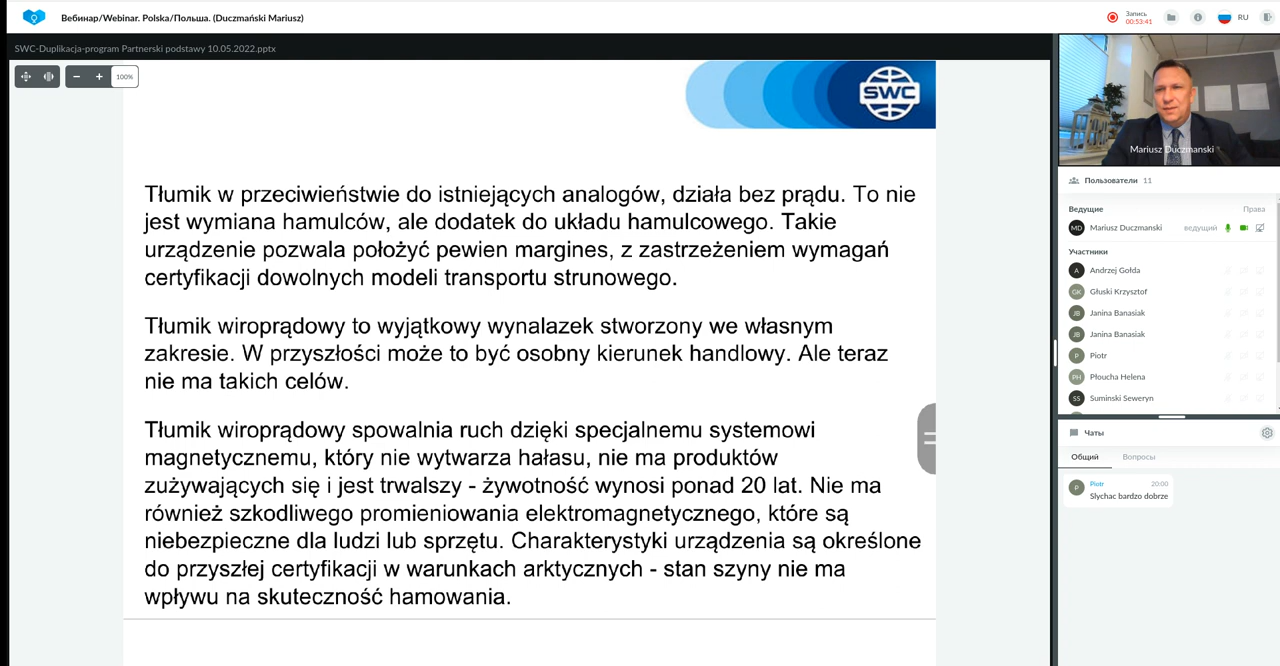 Вебинар/Webinar. Polska/Польша. (Duczmański Mariusz)
Запись
00:53:41
RU
SWC-Duplikacja-program Partnerski podstawy 10.05.2022.pptx
100%
SWC
Tłumik w przeciwieństwie do istniejących analogów, działa bez prądu. To nie
jest wymiana hamulców, ale dodatek do układu hamulcowego. Takie
urządzenie pozwala położyć pewien margines, z zastrzeżeniem wymagań
certyfikacji dowolnych modeli transportu strunowego.
Tłumik wiroprądowy to wyjątkowy wynalazek stworzony we własnym
zakresie. W przyszłości może to być osobny kierunek handlowy. Ale teraz
nie ma takich celów.
Tłumik wiroprądowy spowalnia ruch dzięki specjalnemu systemowi
magnetycznemu, który nie wytwarza hałasu, nie ma produktów
zużywających się i jest trwalszy - żywotność wynosi ponad 20 lat. Nie ma
również szkodliwego promieniowania elektromagnetycznego, które są
niebezpieczne dla ludzi lub sprzętu. Charakterystyki urządzenia są określone
do przyszłej certyfikacji w warunkach arktycznych - stan szyny nie ma
wpływu na skuteczność hamowania.
Mariusz Duczmanski
Пользователи 11
Ведущие Права
MD Mariusz Duczmanski ведущий
Участники
A Andrzej Gołda
GK Głuski Krzysztof
JB Janina Banasiak
JB Janina Banasiak
P Piotr
PH Płoucha Helena
SS Suminski Seweryn
Чаты
Общий Вопросы
P Piotr 20:00
Slychac bardzo dobrze